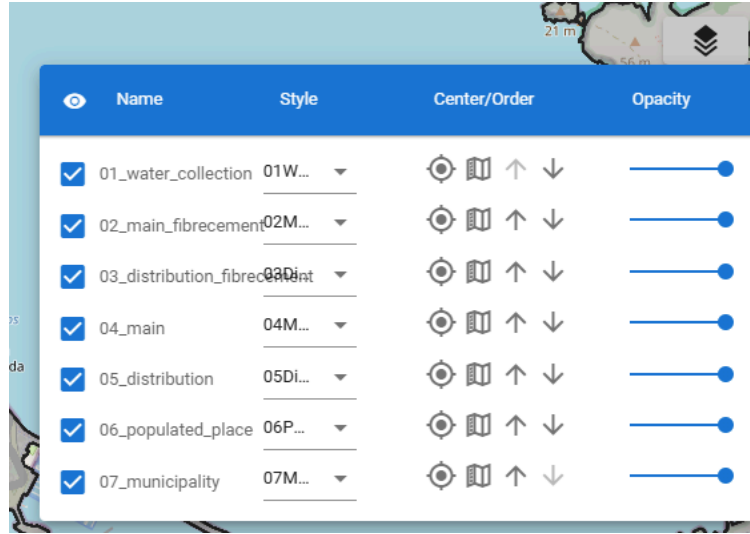 21 m
56 m
Name Style Center/Order Opacity
01_water_collection 01W...
02_main_fibrecement 02M...
03_distribution_fibrecement 03Di...
04_main 04M...
05_distribution 05Di...
06_populated_place 06P...
07_municipality 07M...
da